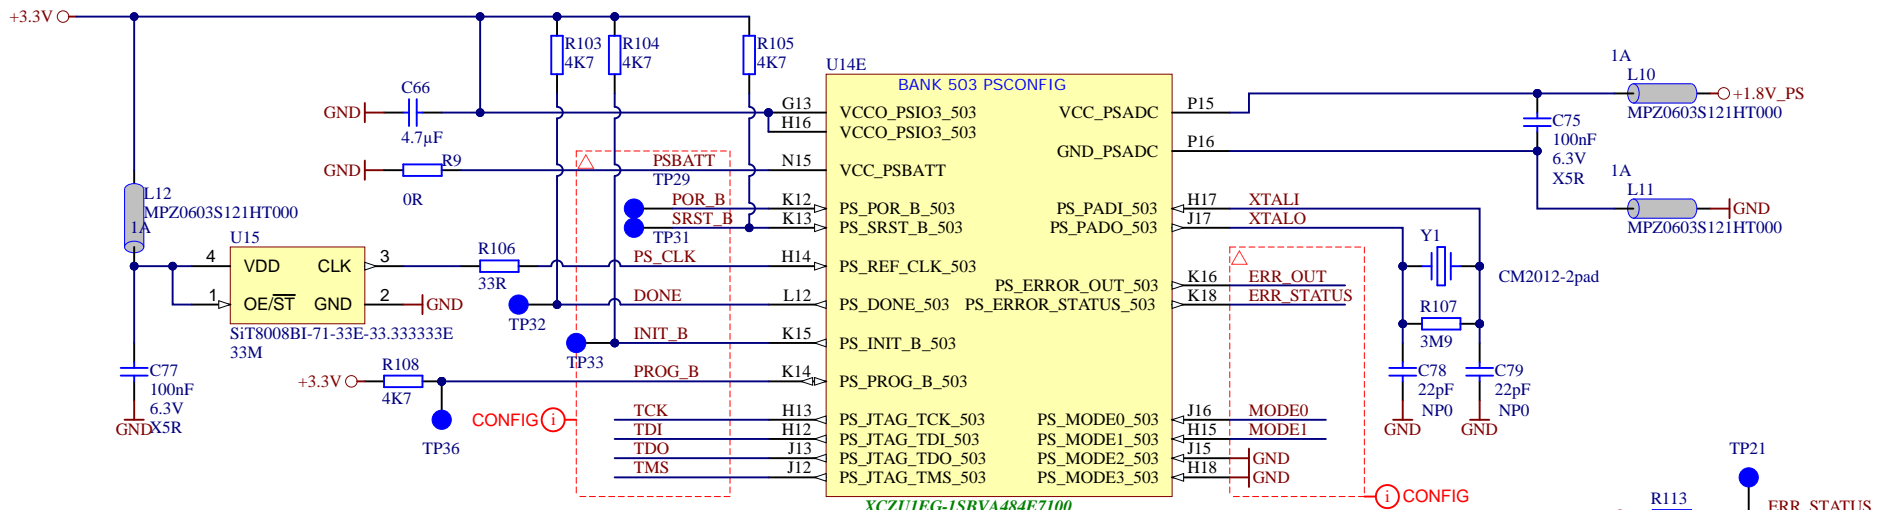 +3.3V
R103
4K7
R104
4K7
R105
4K7
C66
4.7µF
GND
R9
0R
GND
L12
MPZ0603S121HT000
1A
U15
4
VDD
CLK
3
1
OE/ST
GND
2
GND
SiT8008BI-71-33E-33.333333E
33M
C77
100nF
6.3V
X5R
GND
R106
33R
R108
4K7
+3.3V
TP36
TP32
TP33
CONFIG
i
PSBATT
TP29
POR_B
SRST_B
TP31
PS_CLK
DONE
INIT_B
PROG_B
TCK
TDI
TDO
TMS
U14E
BANK 503 PSCONFIG
G13
VCCO_PSIO3_503
H16
VCCO_PSIO3_503
N15
VCC_PSBATT
K12
PS_POR_B_503
K13
PS_SRST_B_503
H14
PS_REF_CLK_503
L12
PS_DONE_503
K15
PS_INIT_B_503
K14
PS_PROG_B_503
H13
PS_JTAG_TCK_503
H12
PS_JTAG_TDI_503
J13
PS_JTAG_TDO_503
J12
PS_JTAG_TMS_503
VCC_PSADC
P15
GND_PSADC
P16
PS_PADI_503
H17
XTALI
PS_PADO_503
J17
XTALO
PS_ERROR_OUT_503
K16
ERR_OUT
PS_ERROR_STATUS_503
K18
ERR_STATUS
PS_MODE0_503
J16
MODE0
PS_MODE1_503
H15
MODE1
PS_MODE2_503
J15
GND
PS_MODE3_503
H18
GND
XCZU1EG-1SBVA484E7100
i
CONFIG
1A
L10
MPZ0603S121HT000
+1.8V_PS
C75
100nF
6.3V
X5R
1A
L11
MPZ0603S121HT000
GND
Y1
CM2012-2pad
R107
3M9
C78
22pF
NP0
GND
C79
22pF
NP0
GND
TP21
R113
ERR_STATUS